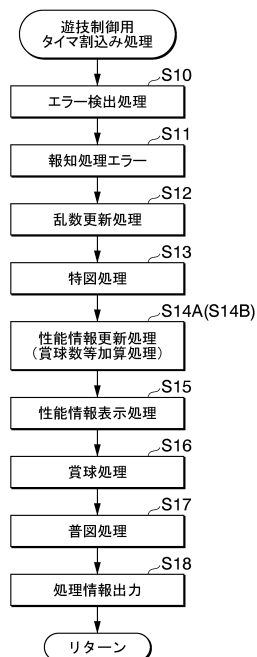 遊技制御用
タイマ割込み処理
S10
エラー検出処理
S11
報知処理エラー
S12
乱数更新処理
S13
特図処理
S14A(S14B)
性能情報更新処理
(賞球数等加算処理)
S15
性能情報表示処理
S16
賞球処理
S17
普図処理
S18
処理情報出力
リターン